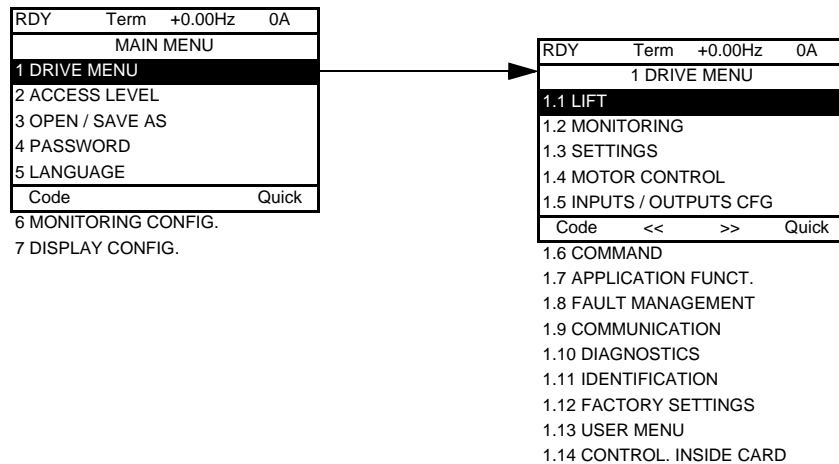 RDY Term +0.00Hz 0A
MAIN MENU
1 DRIVE MENU
2 ACCESS LEVEL
3 OPEN / SAVE AS
4 PASSWORD
5 LANGUAGE
Code Quick
6 MONITORING CONFIG.
7 DISPLAY CONFIG.
RDY Term +0.00Hz 0A
1 DRIVE MENU
1.1 LIFT
1.2 MONITORING
1.3 SETTINGS
1.4 MOTOR CONTROL
1.5 INPUTS / OUTPUTS CFG
Code << >> Quick
1.6 COMMAND
1.7 APPLICATION FUNCT.
1.8 FAULT MANAGEMENT
1.9 COMMUNICATION
1.10 DIAGNOSTICS
1.11 IDENTIFICATION
1.12 FACTORY SETTINGS
1.13 USER MENU
1.14 CONTROL. INSIDE CARD